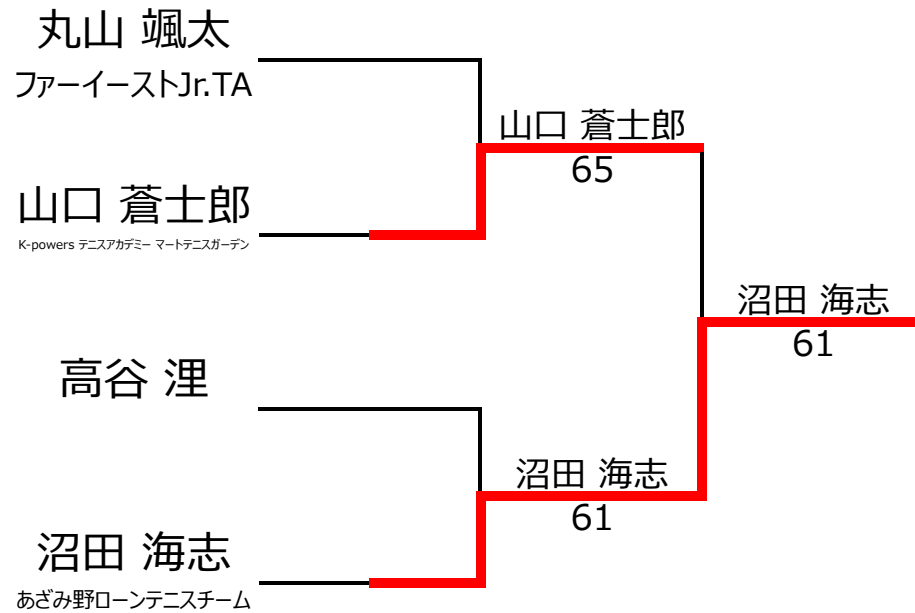 丸山 颯太
ファーイーストJr.TA
山口 蒼士郎
65
山口 蒼士郎
K-powers テニスアカデミー マートテニスガーデン
沼田 海志
61
高谷 浬
沼田 海志
61
沼田 海志
あざみ野ローンテニスチーム